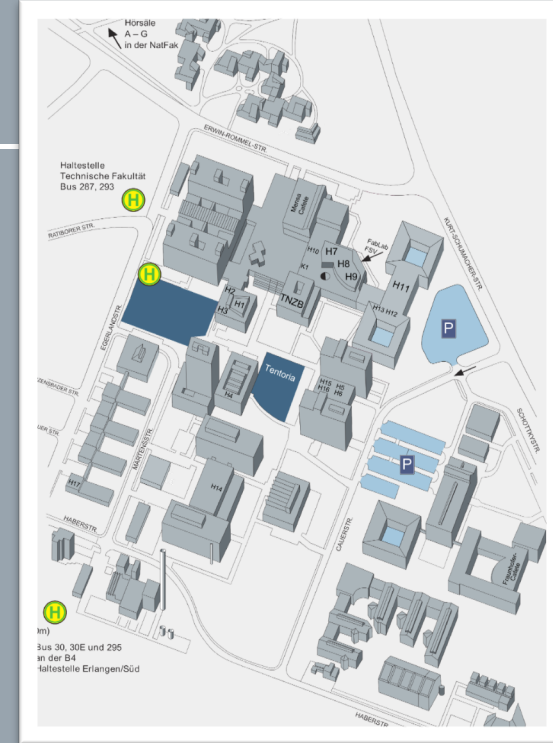 Hörsäle
A – G
in der NatFak
ERWIN-ROMMEL-STR.
Haltestelle
Technische Fakultät
Bus 287, 293
H
RATIBORER STR.
H
EGERLANDSTR.
Mensa
Cafete
KURT-SCHUMACHER-STR.
FabLab
FSV
H10
H7
H8
H9
K1
H11
H2
H1
H3
TNZB
H13 H12
P
Tentoria
H4
H15 H5
H16 H6
MARTENSSTR.
SCHOTTKYSTR.
P
H17
H14
HABERSTR.
CAUERSTR.
Fraunhofer-
Cafete
H
Bus 30, 30E und 295
an der B4
Haltestelle Erlangen/Süd
HABERSTR.